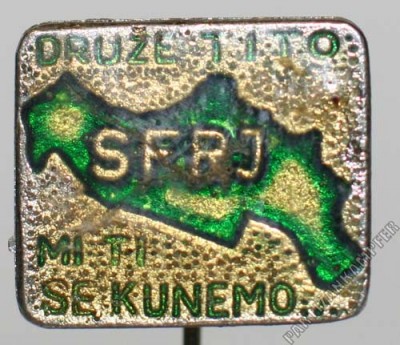 DRUŽE TITO
SFRJ
MI TI
SE KUNEMO...